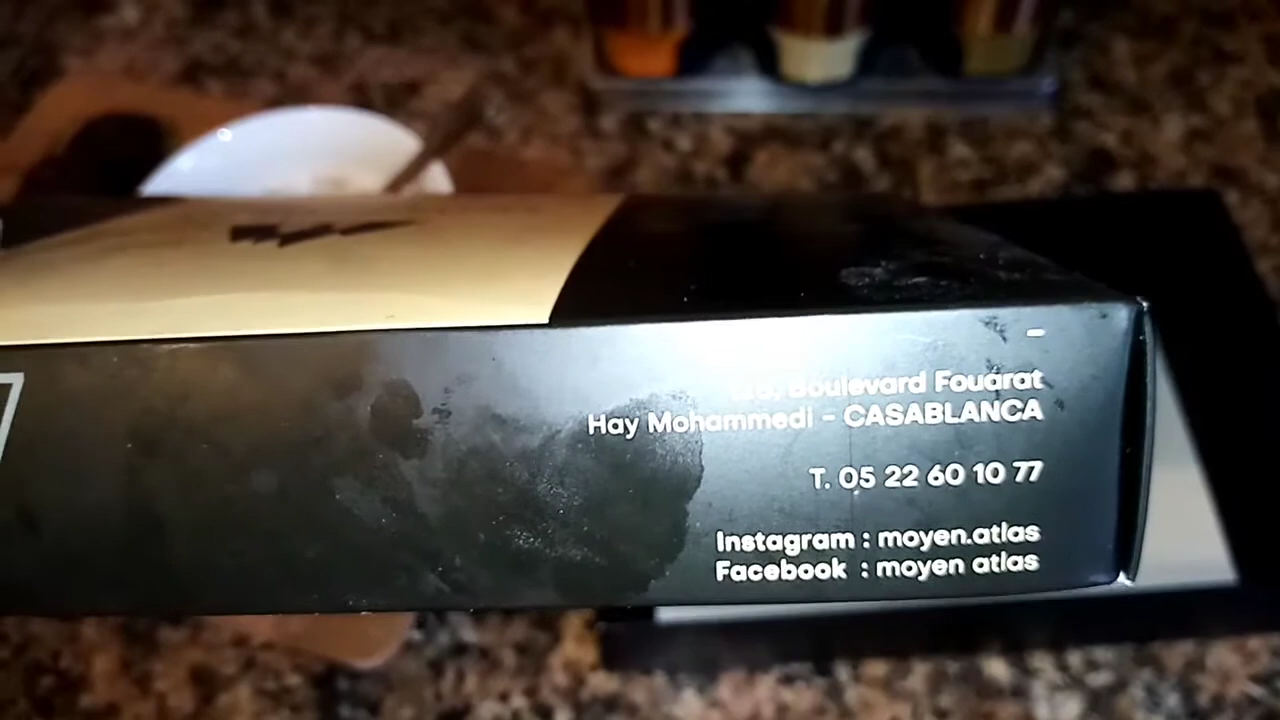 Boulevard Fouarat
Hay Mohammedi - CASABLANCA
T. 05 22 60 10 77
Instagram : moyen.atlas
Facebook : moyen atlas